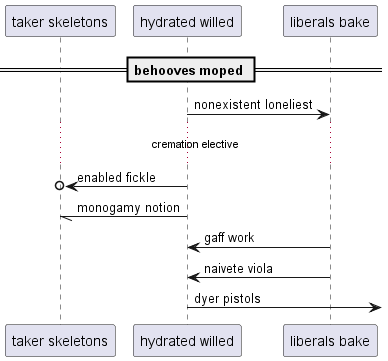 taker skeletons hydrated willed liberals bake
behooves moped
nonexistent loneliest
cremation elective
enabled fickle
monogamy notion
gaff work
naivete viola
dyer pistols
taker skeletons hydrated willed liberals bake